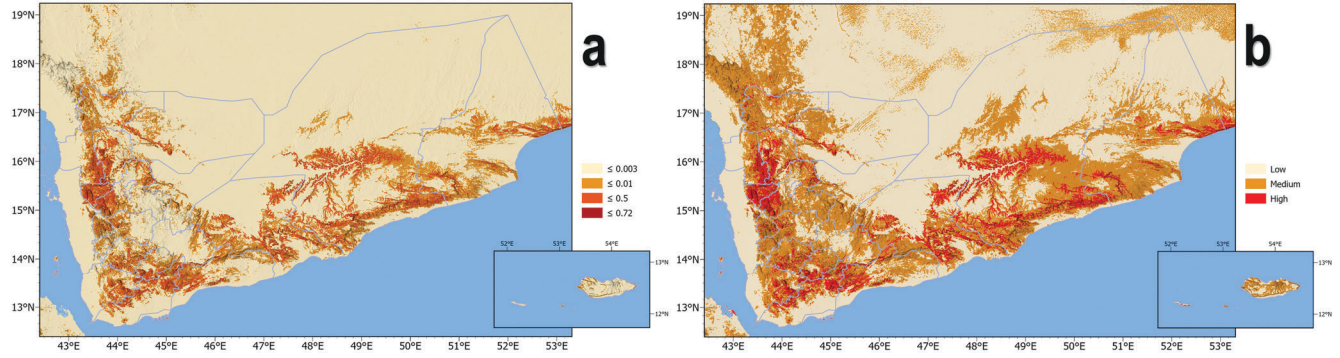 a
19°N
18°N
17°N
16°N
15°N
14°N
13°N
43°E
44°E
45°E
46°E
47°E
48°E
49°E
50°E
51°E
52°E
53°E
≤ 0.003
≤ 0.01
≤ 0.5
≤ 0.72
52°E
53°E
54°E
13°N
12°N
b
19°N
18°N
17°N
16°N
15°N
14°N
13°N
43°E
44°E
45°E
46°E
47°E
48°E
49°E
50°E
51°E
52°E
53°E
Low
Medium
High
52°E
53°E
54°E
13°N
12°N